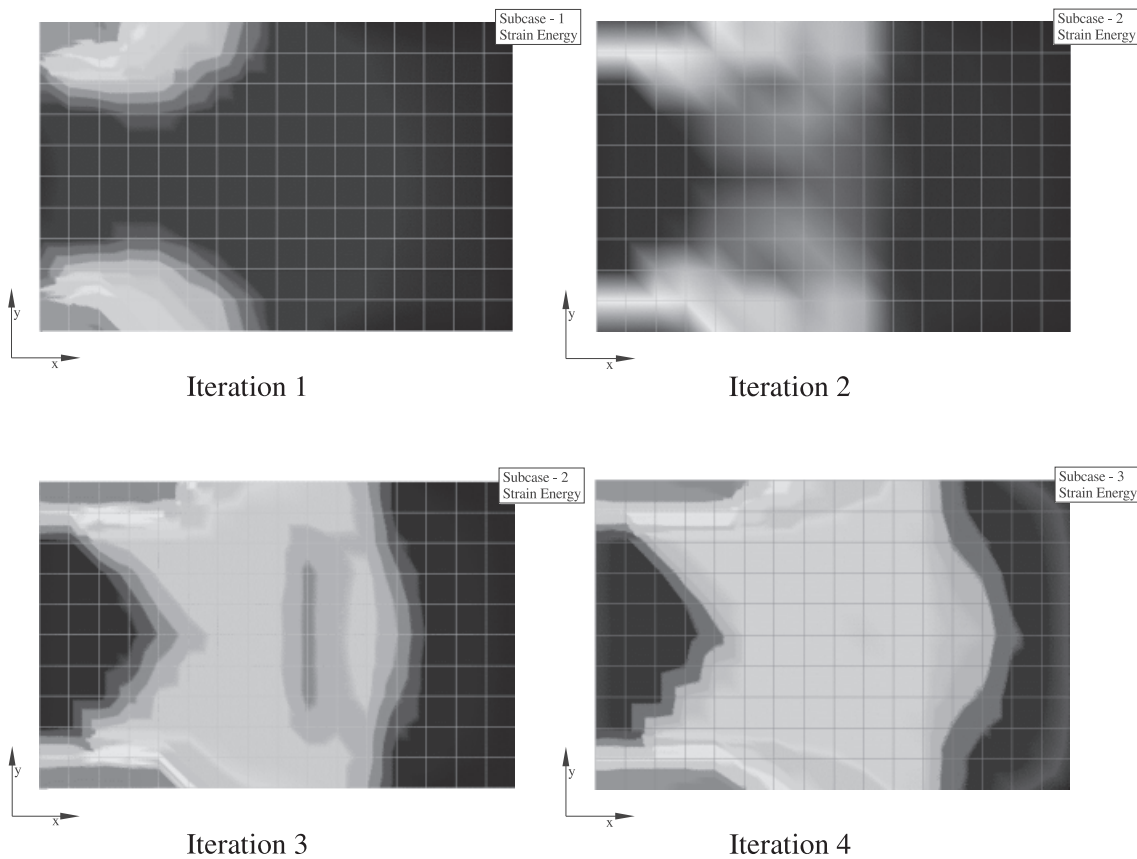 Subcase - 1
Strain Energy
Subcase - 2
Strain Energy
y
x
y
x
Iteration 1
Iteration 2
Subcase - 2
Strain Energy
Subcase - 3
Strain Energy
y
x
y
x
Iteration 3
Iteration 4